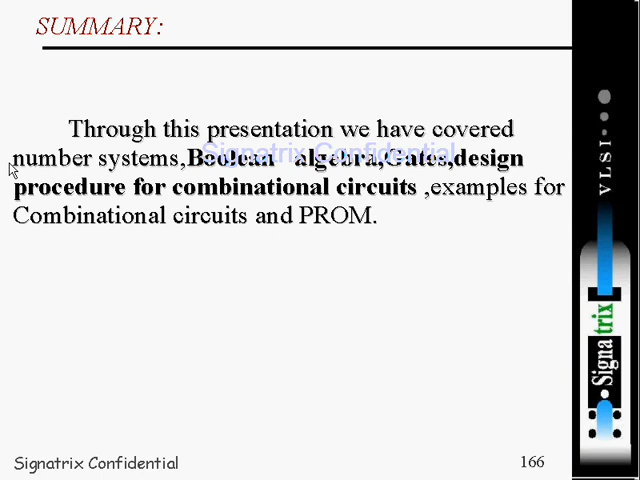 SUMMARY:
Through this presentation we have covered
number systems,Boolean algebra,Gates,design
procedure for combinational circuits ,examples for
Combinational circuits and PROM.
Signatrix Confidential
VLSI
Signatrix
Signatrix Confidential
166